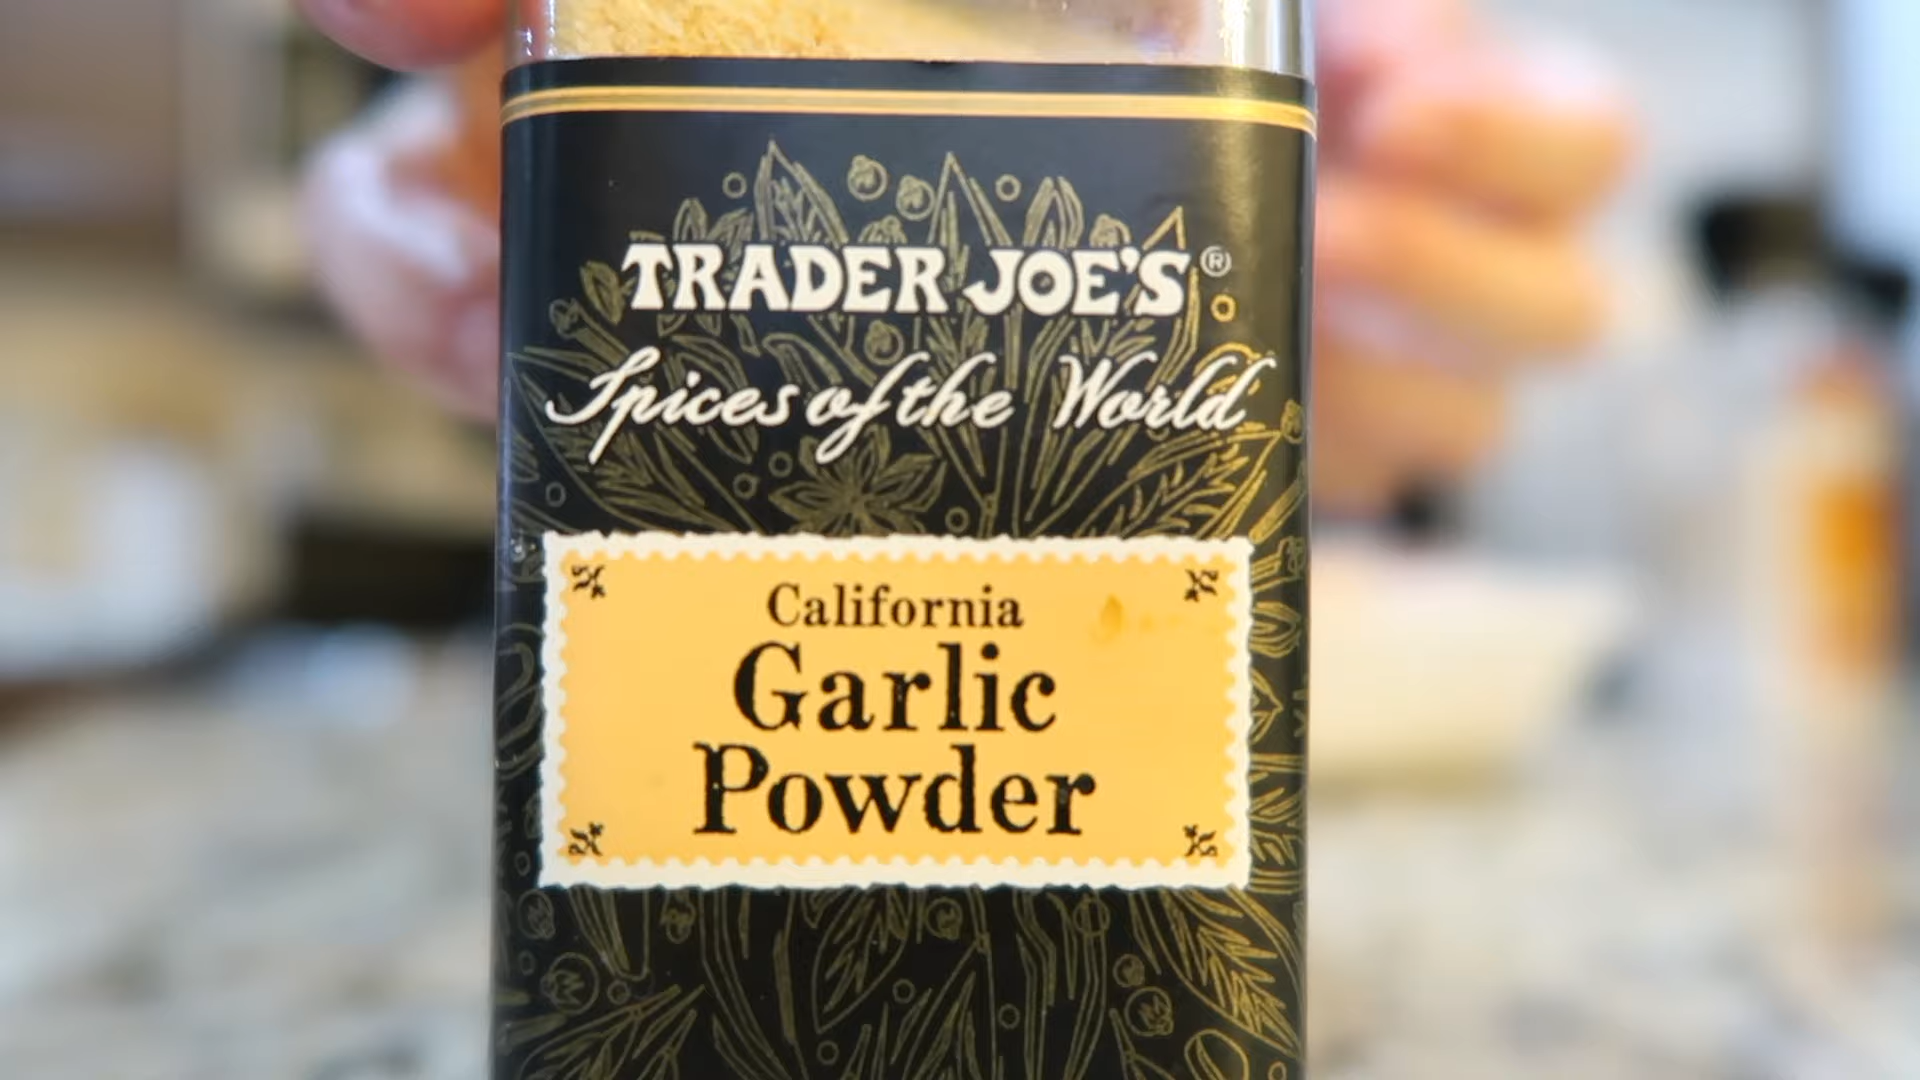 TRADER JOE'S®
Spices of the World
California
Garlic
Powder